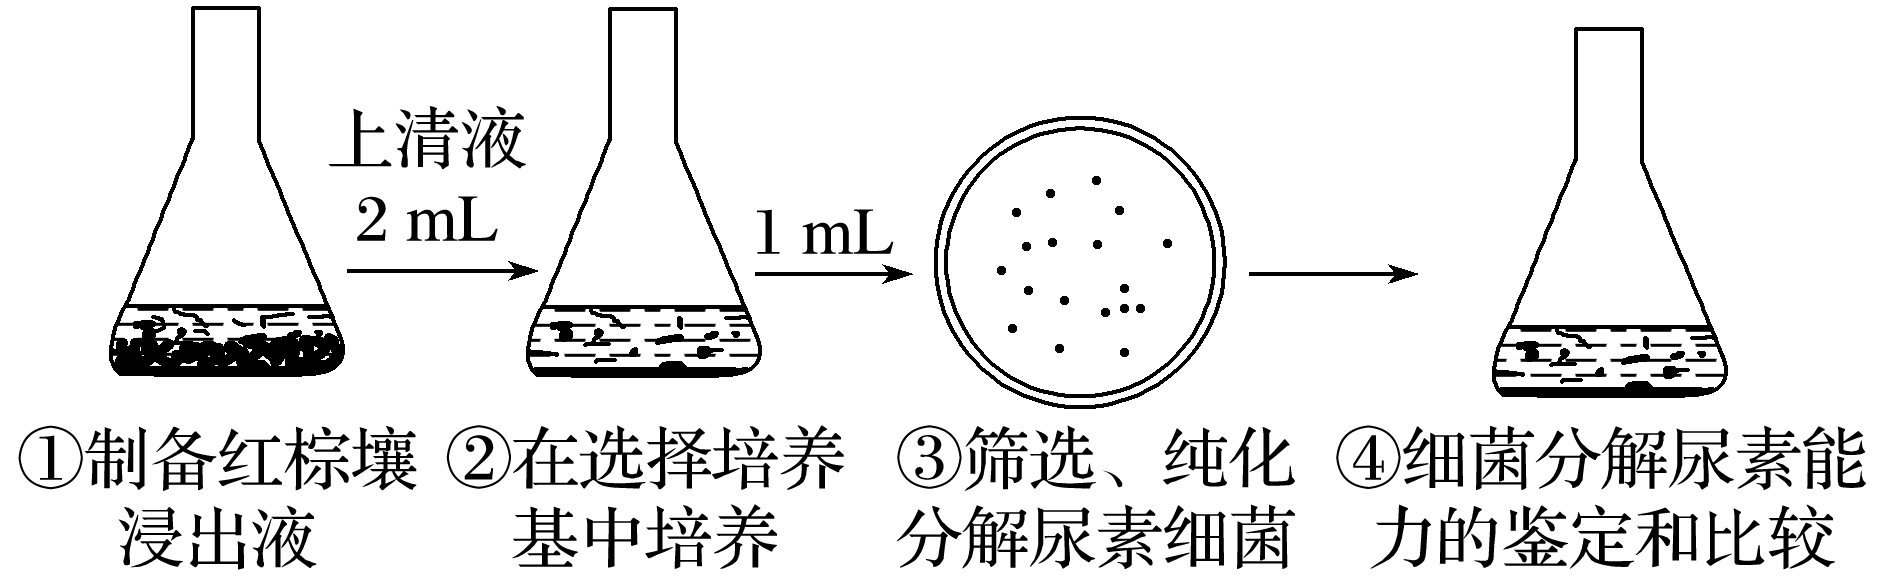 上清液
2 mL
1 mL
①制备红棕壤
浸出液
②在选择培养
基中培养
③筛选、纯化
分解尿素细菌
④细菌分解尿素能
力的鉴定和比较